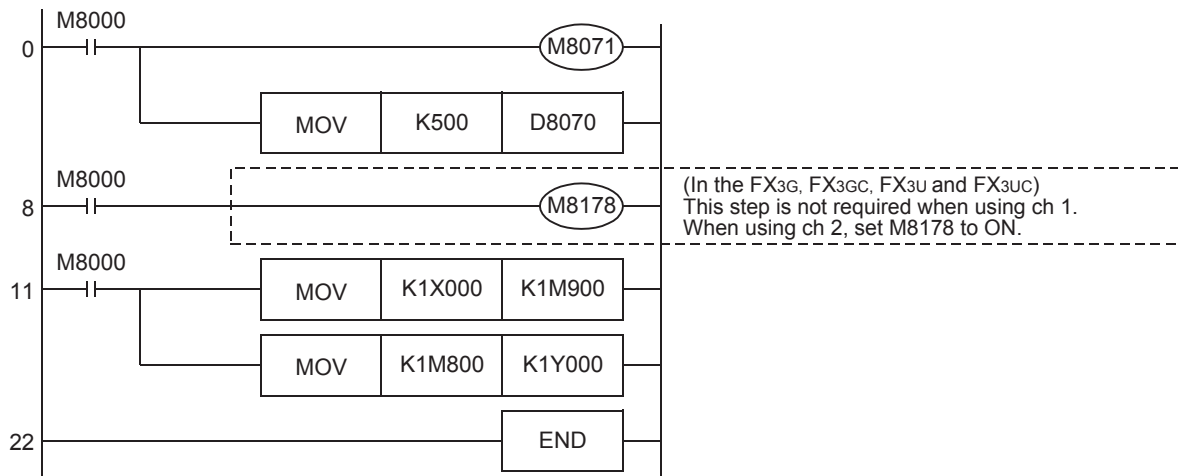 M8000
0
M8071
MOV K500 D8070
M8000
8
M8178
(In the FX3G, FX3GC, FX3U and FX3UC)
This step is not required when using ch 1.
When using ch 2, set M8178 to ON.
M8000
11
MOV K1X000 K1M900
MOV K1M800 K1Y000
22
END